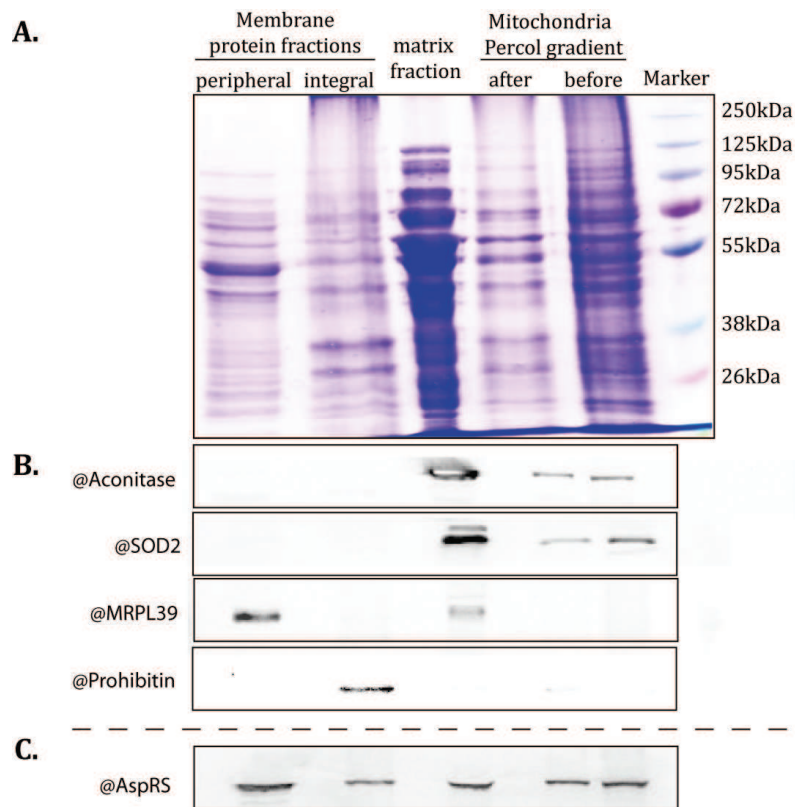 A.
Membrane
protein fractions
peripheral integral
matrix
fraction
Mitochondria
Percol gradient
after before
Marker
250kDa
125kDa
95kDa
72kDa
55kDa
38kDa
26kDa
B.
@Aconitase
@SOD2
@MRPL39
@Prohibitin
C.
@AspRS